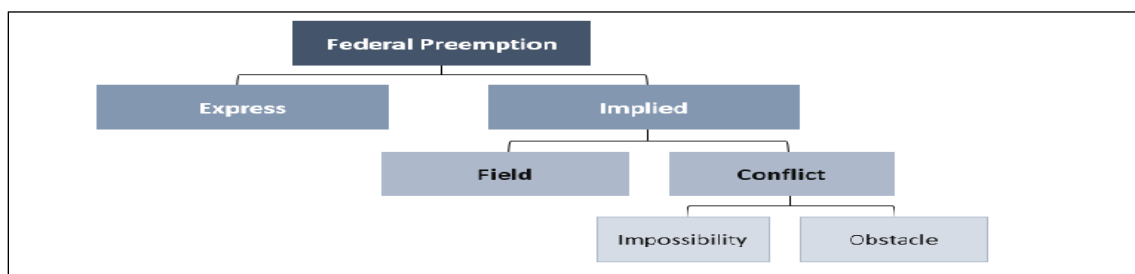 Federal Preemption
Express
Implied
Field
Conflict
Impossibility
Obstacle